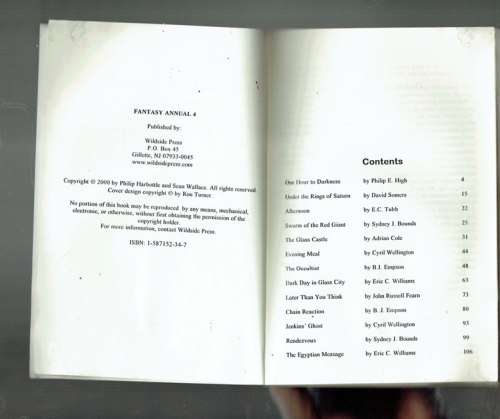 FANTASY ANNUAL 4
Published by:
Wildside Press
P.O. Box 45
Gillette, NJ 07933-0045
www.wildsidepress.com
Copyright © 2000 by Philip Harbottle and Sean Wallace. All rights reserved.
Cover design copyright © by Ron Turner.
No portion of this book may be reproduced by any means, mechanical,
electronic, or otherwise, without first obtaining the permission of the
copyright holder.
For more information, contact Wildside Press.
ISBN: 1-587152-34-7
Contents
One Hour to Darkness by Philip E. High 4
Under the Rings of Saturn by David Somers 15
Afternoon by E.C. Tubb 22
Swarm of the Red Giant by Sydney J. Bounds 25
The Glass Castle by Adrian Cole 31
Evening Meal by Cyril Wellington 44
The Occultist by B.J. Empson 48
Dark Day in Glass City by Eric C. Williams 63
Later Than You Think by John Russell Fearn 73
Chain Reaction by B. J. Empson 80
Jenkins' Ghost by Cyril Wellington 93
Rendezvous by Sydney J. Bounds 99
The Egyptian Message by Eric C. Williams 106